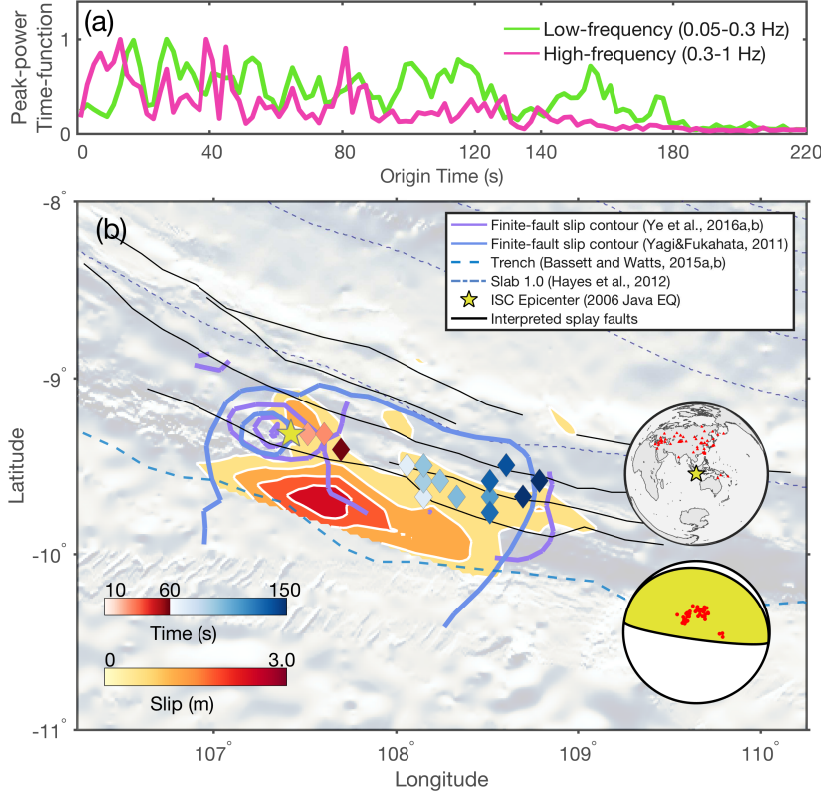 (a)
Peak-power
Time-function
1
0
Low-frequency (0.05-0.3 Hz)
High-frequency (0.3-1 Hz)
0 40 80 120 140 180 220
Origin Time (s)
(b)
-8°
-9°
-10°
-11°
Latitude
Finite-fault slip contour (Ye et al., 2016a,b)
Finite-fault slip contour (Yagi&Fukahata, 2011)
Trench (Bassett and Watts, 2015a,b)
Slab 1.0 (Hayes et al., 2012)
ISC Epicenter (2006 Java EQ)
Interpreted splay faults
10 60 150
Time (s)
0 3.0
Slip (m)
107° 108° 109° 110°
Longitude